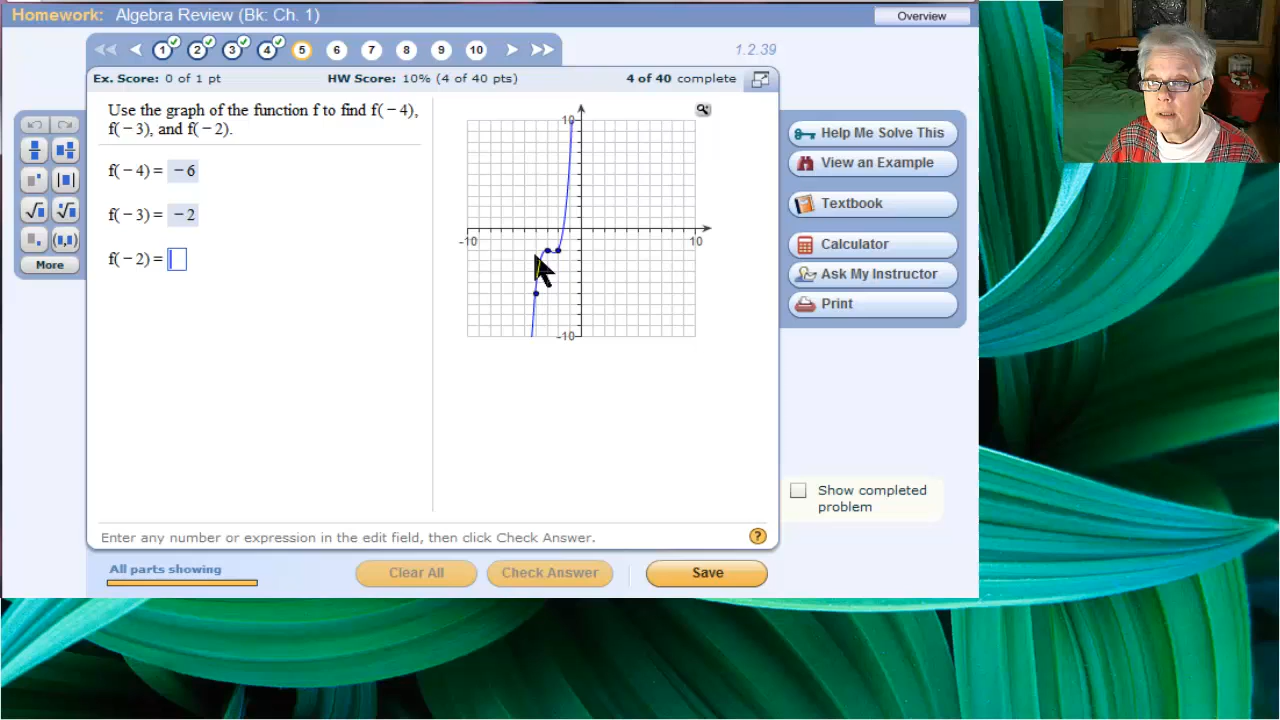 Homework: Algebra Review (Bk: Ch. 1)
Overview
1 2 3 4 5 6 7 8 9 10
1.2.39
Ex. Score: 0 of 1 pt
HW Score: 10% (4 of 40 pts)
4 of 40 complete
Use the graph of the function f to find f(−4),
f(−3), and f(−2).
f(−4) = −6
f(−3) = −2
f(−2) =
10
-10
10
-10
More
Help Me Solve This
View an Example
Textbook
Calculator
Ask My Instructor
Print
Show completed
problem
Enter any number or expression in the edit field, then click Check Answer.
?
All parts showing
Clear All
Check Answer
Save